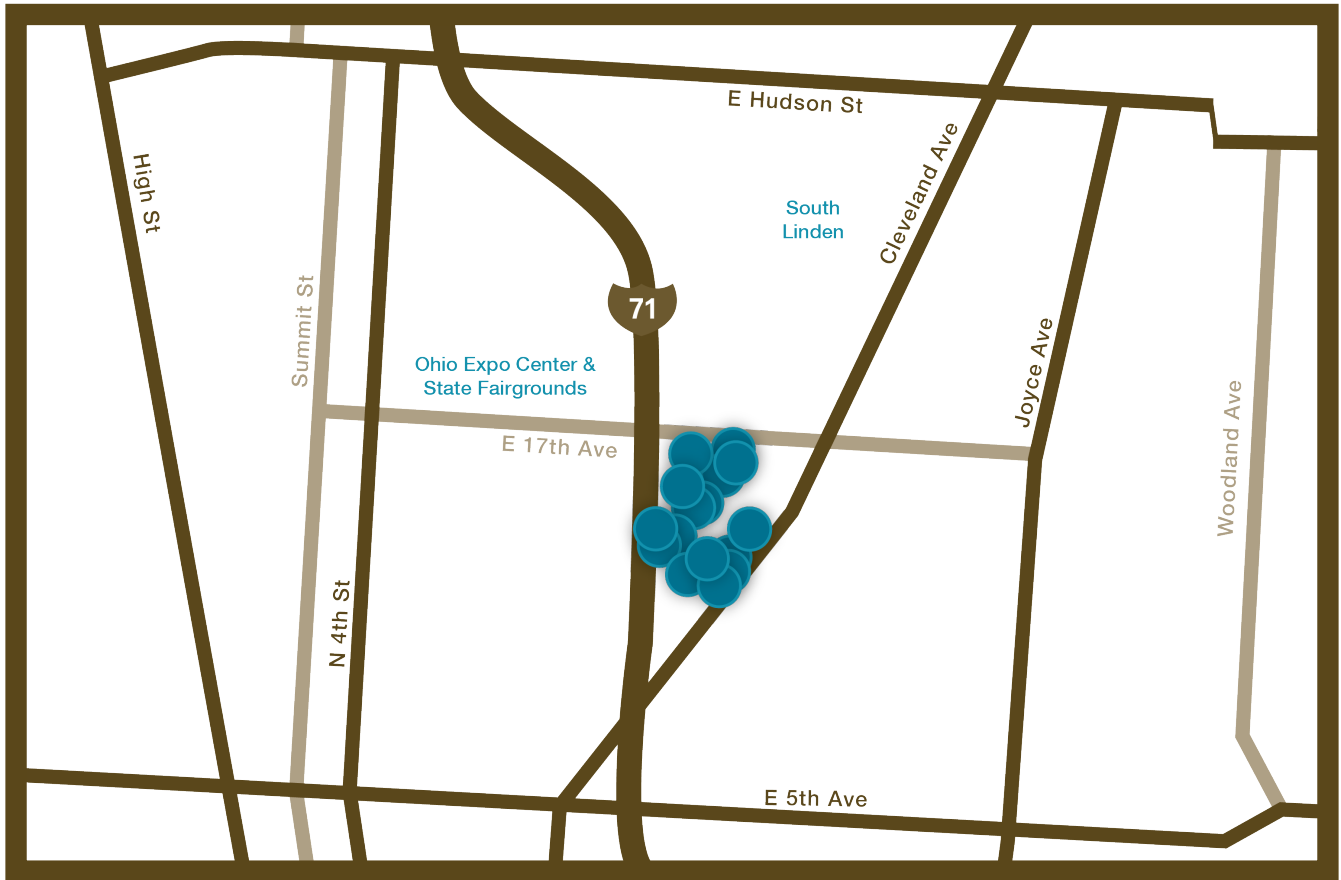 E Hudson St
High St
Cleveland Ave
South
Linden
Summit St
71
Joyce Ave
Ohio Expo Center &
State Fairgrounds
Woodland Ave
E 17th Ave
N 4th St
E 5th Ave